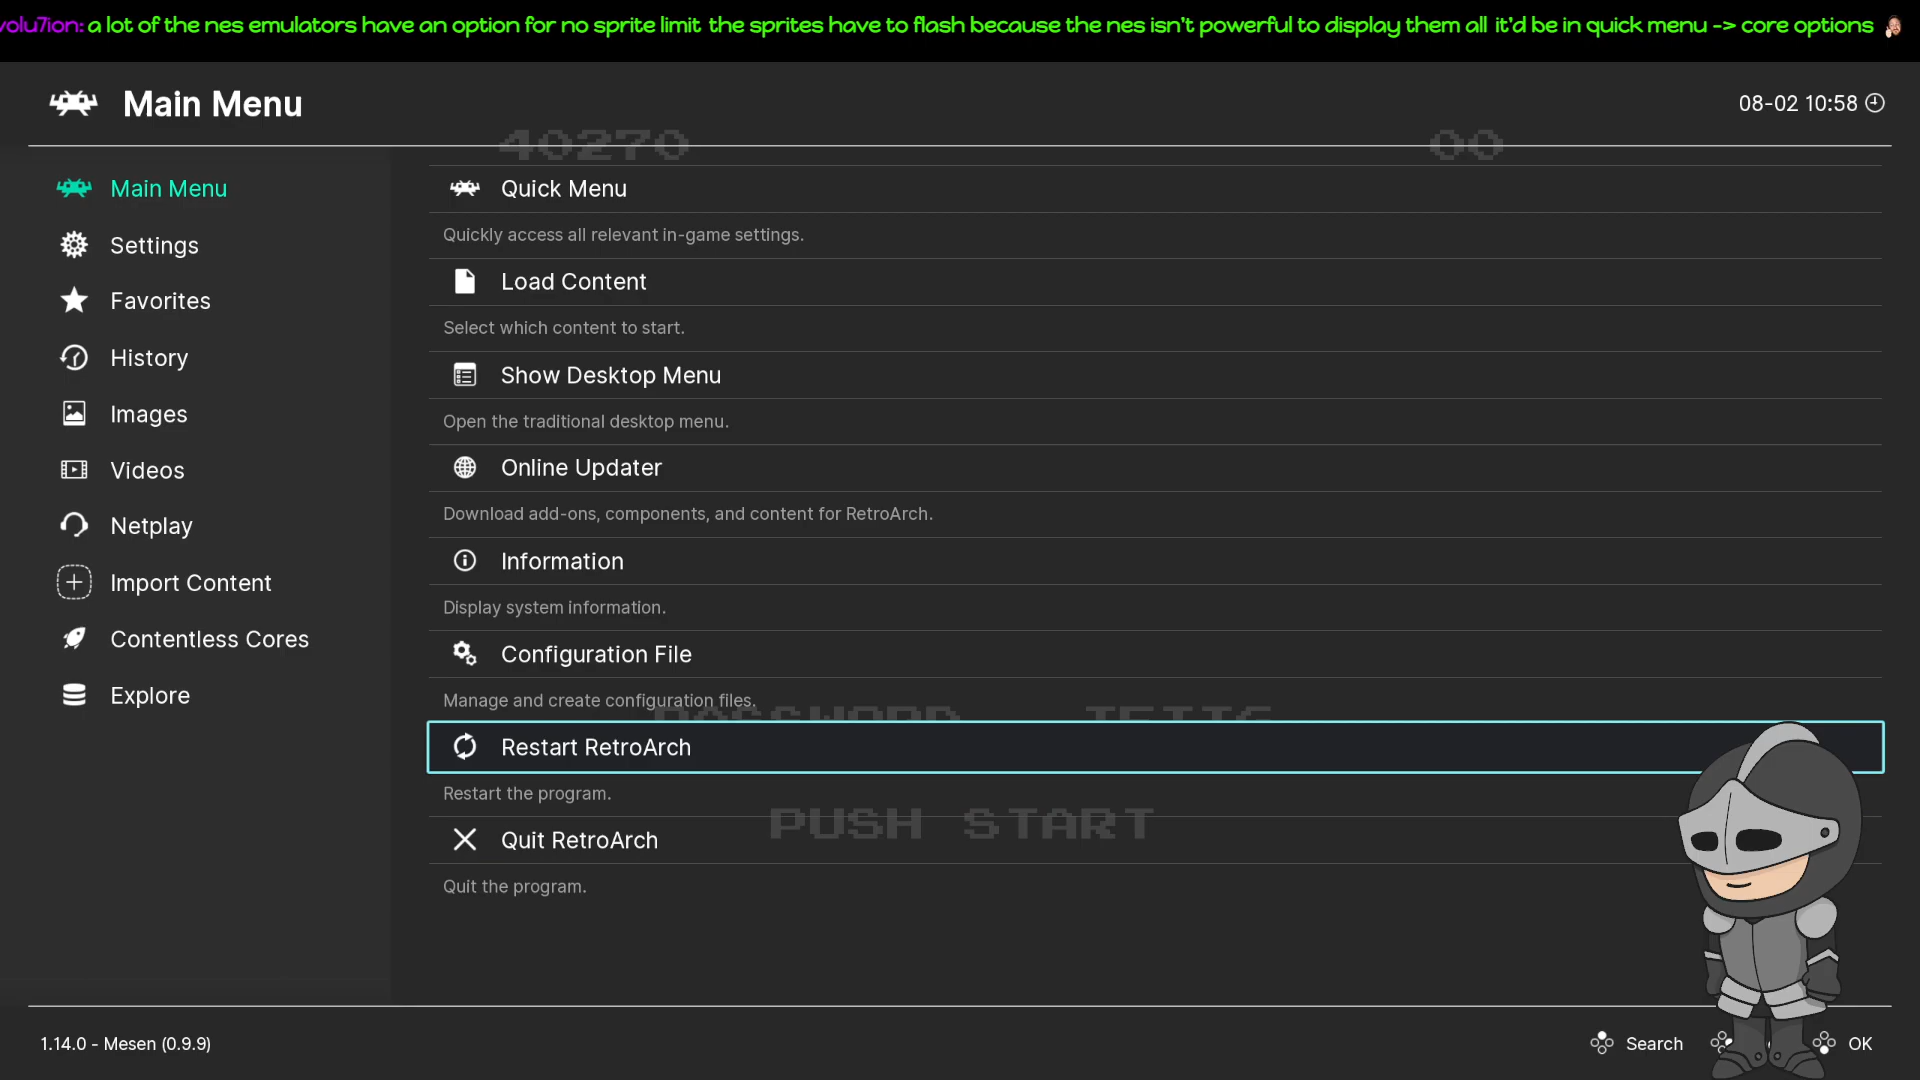 volu7ion: a lot of the nes emulators have an option for no sprite limit the sprites have to flash because the nes isn't powerful to display them all it'd be in quick menu -> core options
Main Menu
08-02 10:58
40270
00
Main Menu
Settings
Favorites
History
Images
Videos
Netplay
Import Content
Contentless Cores
Explore
Quick Menu
Quickly access all relevant in-game settings.
Load Content
Select which content to start.
Show Desktop Menu
Open the traditional desktop menu.
Online Updater
Download add-ons, components, and content for RetroArch.
Information
Display system information.
Configuration File
Manage and create configuration files.
PASSWORD
Restart RetroArch
Restart the program.
PUSH START
Quit RetroArch
Quit the program.
1.14.0 - Mesen (0.9.9)
Search
OK